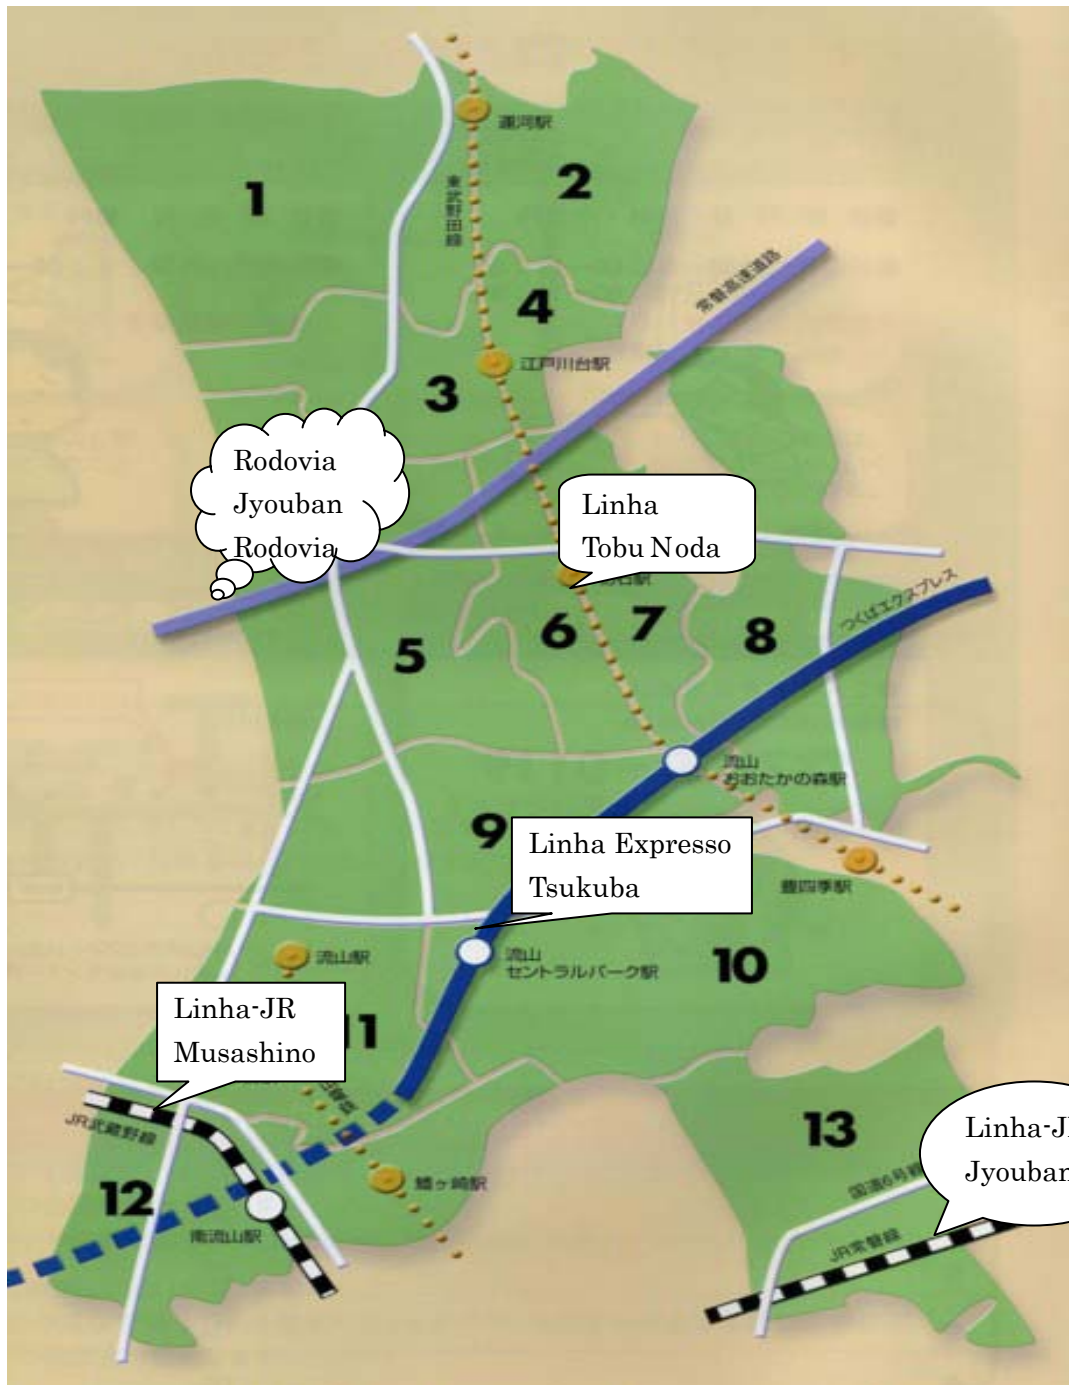 運河駅
1
2
東武野田線
常磐高速道路
4
江戸川台駅
3
Rodovia
Jyouban
Rodovia
Linha
Tobu Noda
つくばエクスプレス
5
6
7
8
流山
おおたかの森駅
9
Linha Expresso
Tsukuba
豊四季駅
流山駅
流山
セントラルパーク駅
10
Linha-JR
Musashino
11
JR武蔵野線
13
Linha-J
Jyouban
12
鰭ヶ崎駅
国道6号線
南流山駅
JR常磐線